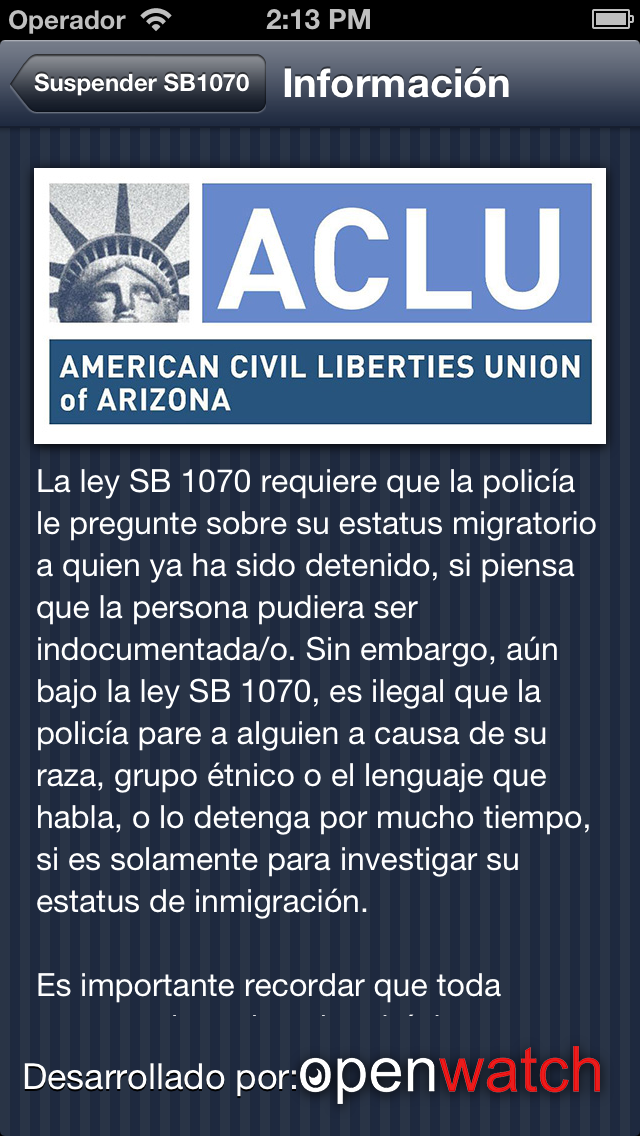 Operador 2:13 PM
Suspender SB1070 Información
ACLU
AMERICAN CIVIL LIBERTIES UNION
of ARIZONA
La ley SB 1070 requiere que la policía
le pregunte sobre su estatus migratorio
a quien ya ha sido detenido, si piensa
que la persona pudiera ser
indocumentada/o. Sin embargo, aún
bajo la ley SB 1070, es ilegal que la
policía pare a alguien a causa de su
raza, grupo étnico o el lenguaje que
habla, o lo detenga por mucho tiempo,
si es solamente para investigar su
estatus de inmigración.
Es importante recordar que toda
Desarrollado por:openwatch